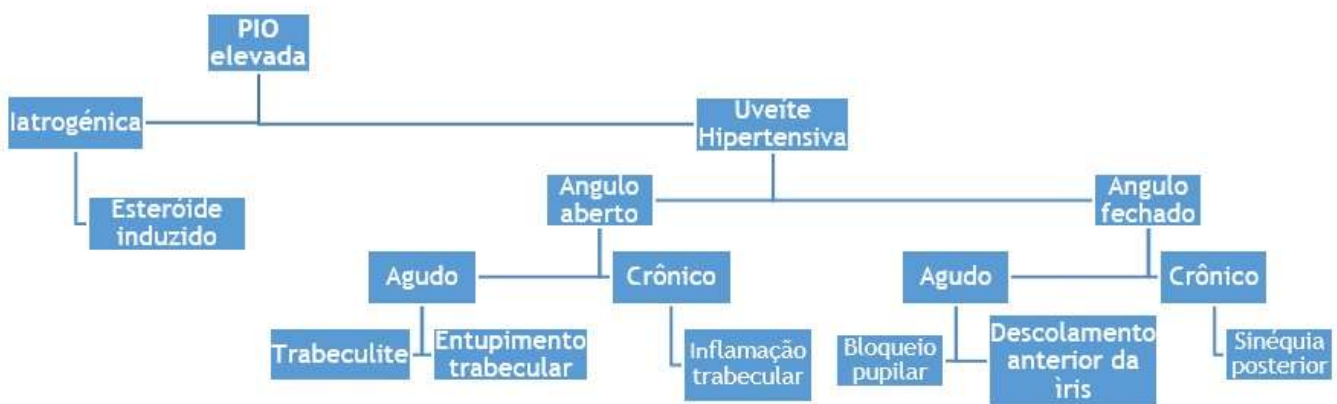 PIO
elevada
Iatrogénica
Uveíte
Hipertensiva
Esteróide
induzido
Angulo
aberto
Angulo
fechado
Agudo
Crônico
Agudo
Crônico
Trabeculite
Entupimento
trabecular
Inflamação
trabecular
Bloqueio
pupilar
Descolamento
anterior da
ìris
Sinéquia
posterior